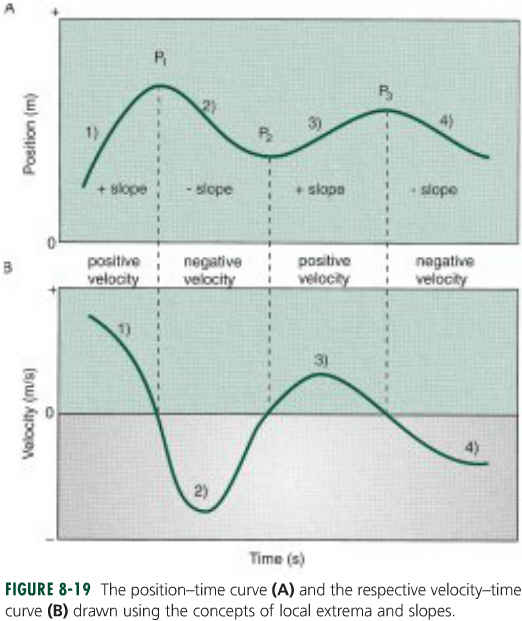 A
+
P1
P3
1)
2)
P2
3)
4)
Position (m)
+ slope - slope + slope - slope
0
positive velocity
negative velocity
positive velocity
negative velocity
B
+
1)
3)
0
Velocity (m/s)
2)
4)
–
Time (s)
FIGURE 8-19 The position–time curve (A) and the respective velocity–time
curve (B) drawn using the concepts of local extrema and slopes.